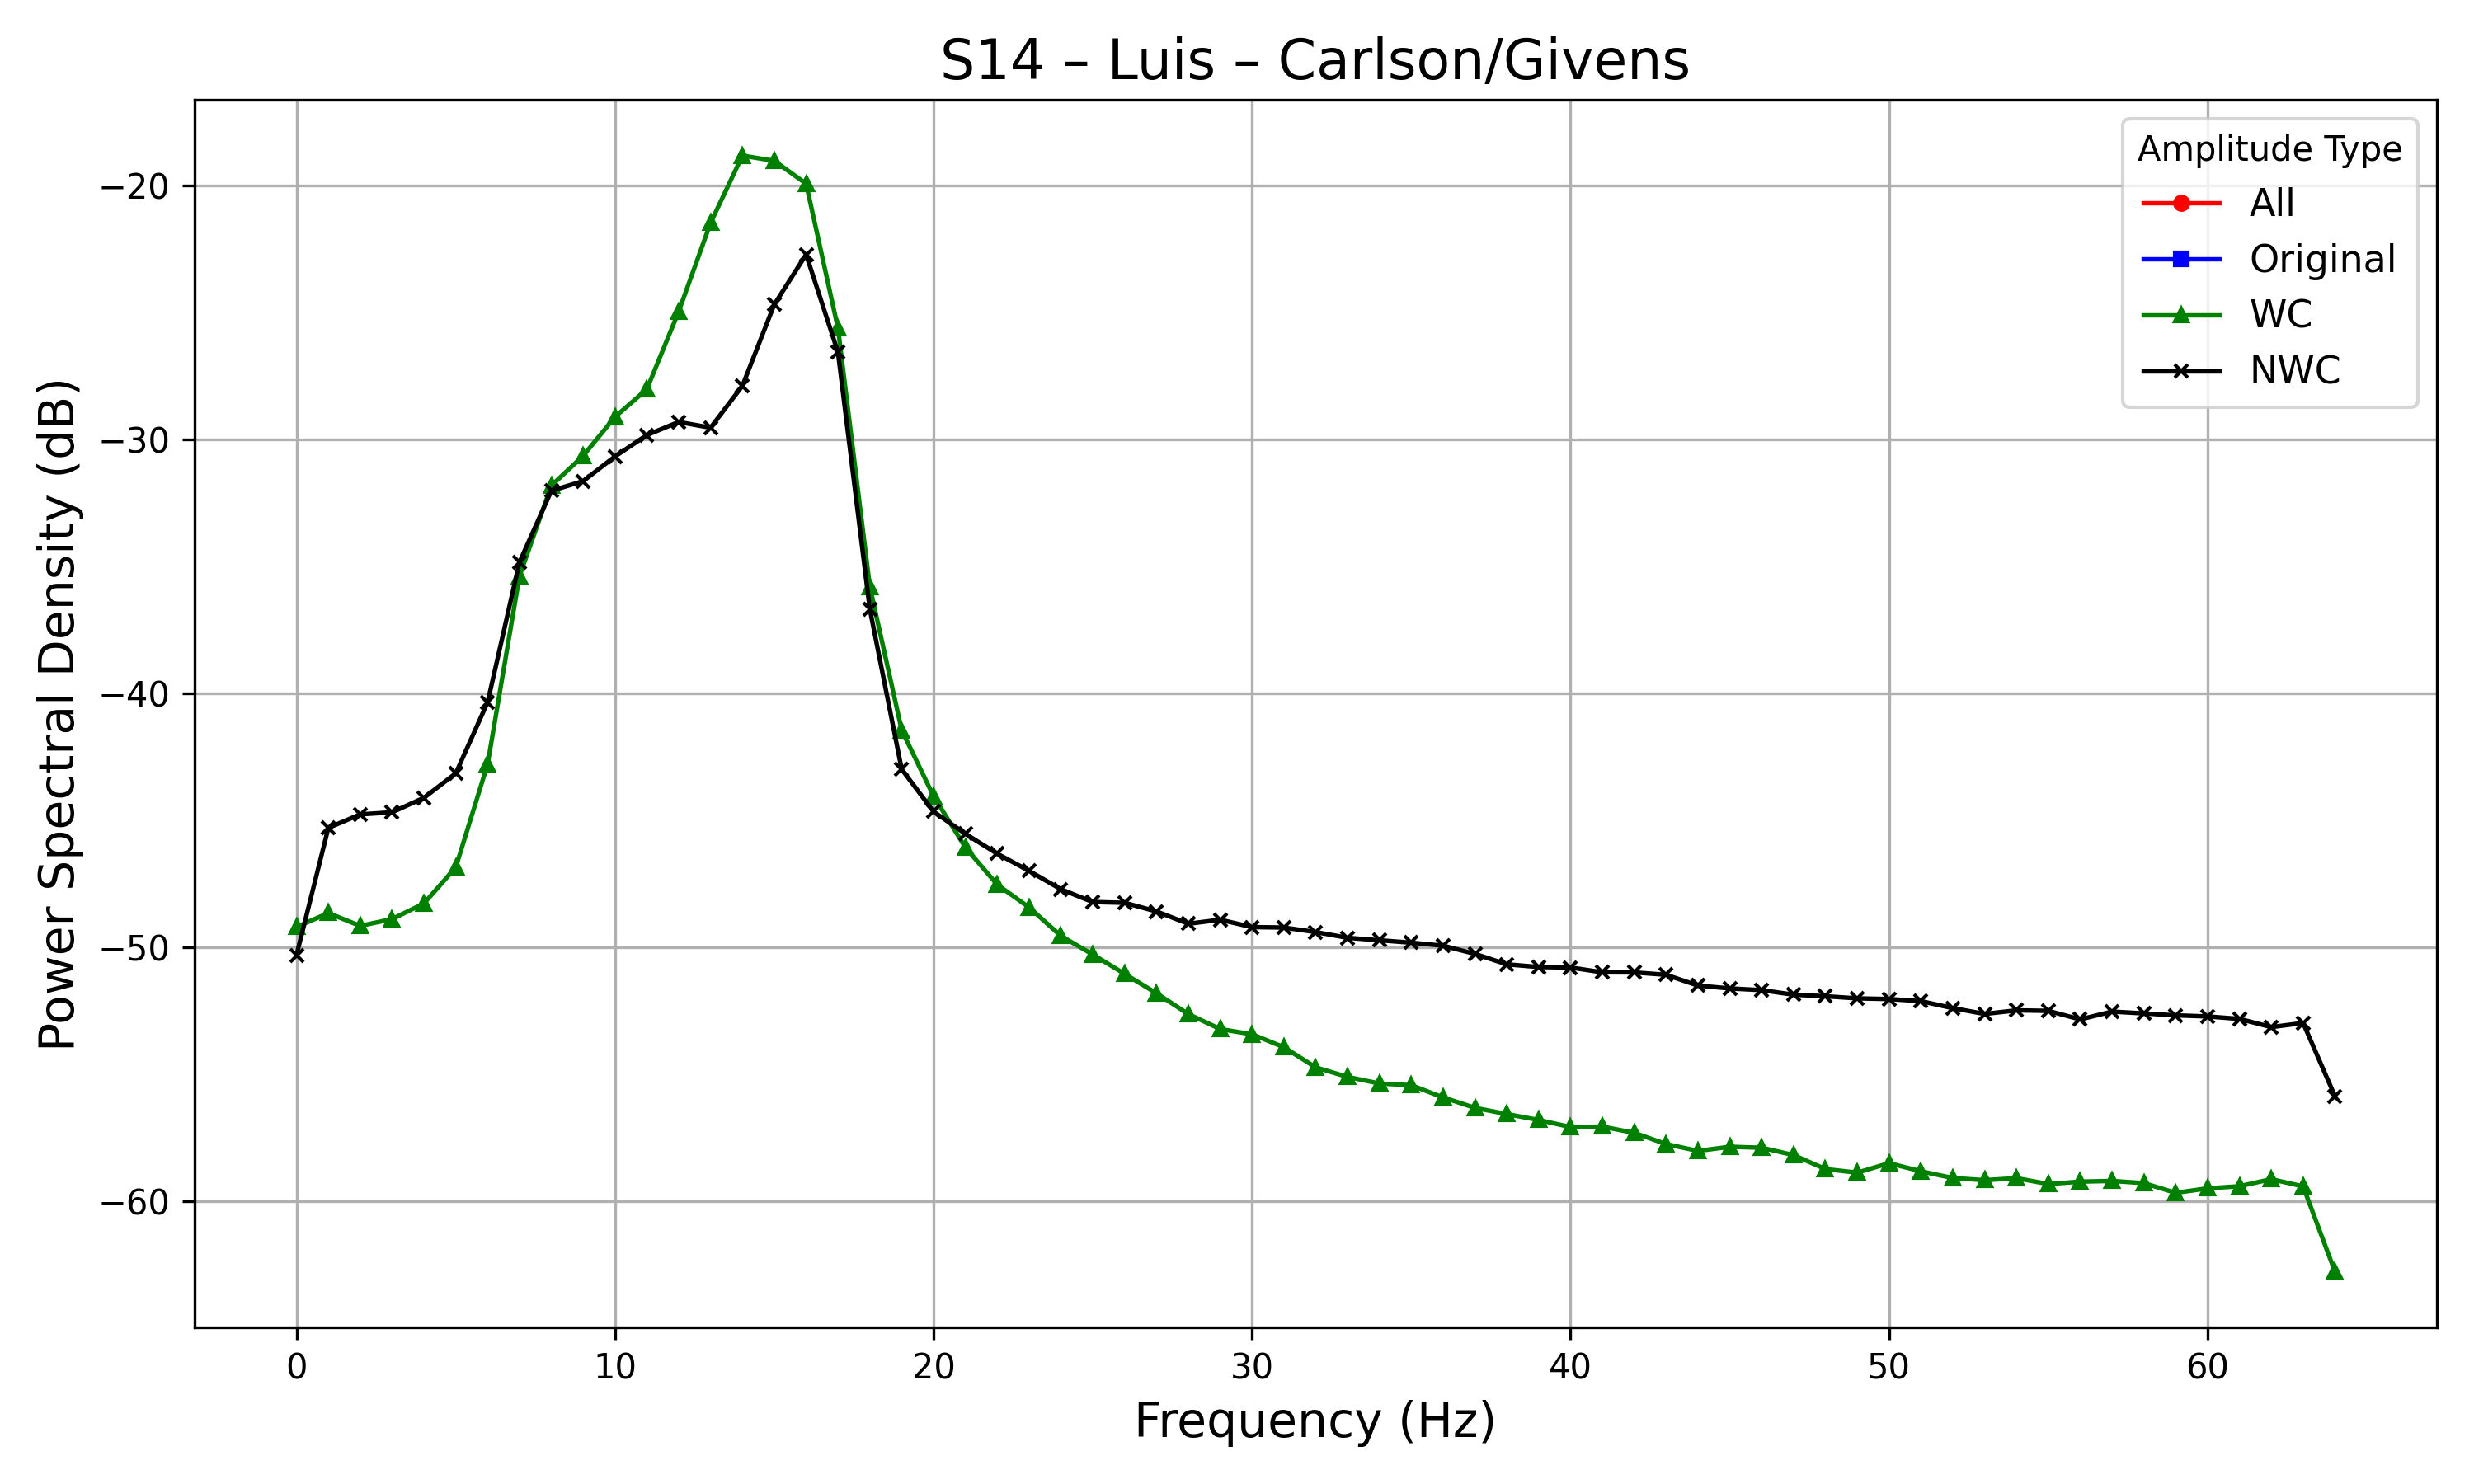 S14 – Luis – Carlson/Givens
Power Spectral Density (dB)
−20
−30
−40
−50
−60
Amplitude Type
All
Original
WC
NWC
0 10 20 30 40 50 60
Frequency (Hz)